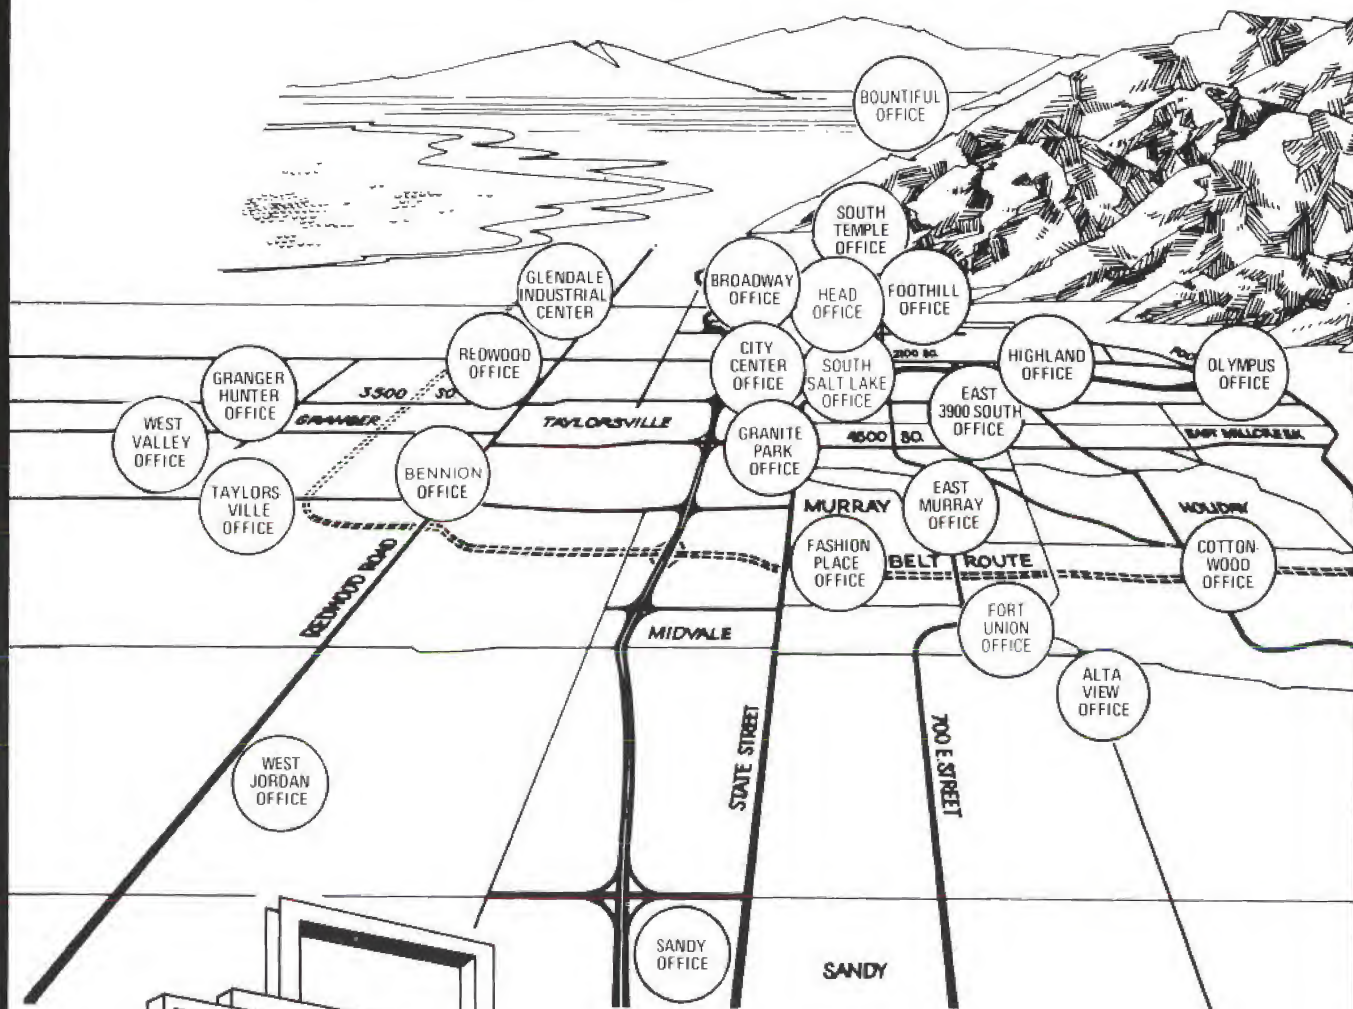 BOUNTIFUL
OFFICE
SOUTH
TEMPLE
OFFICE
GLENDALE
INDUSTRIAL
CENTER
BROADWAY
OFFICE
HEAD
OFFICE
FOOTHILL
OFFICE
REDWOOD
OFFICE
CITY
CENTER
OFFICE
SOUTH
SALT LAKE
OFFICE
2100 SO.
HIGHLAND
OFFICE
OLYMPUS
OFFICE
GRANGER
HUNTER
OFFICE
3500 SO
GRANGER
TAYLORSVILLE
EAST
3900 SOUTH
OFFICE
WEST
VALLEY
OFFICE
GRANITE
PARK
OFFICE
4500 SO.
EAST MILLCREEK
BENNION
OFFICE
TAYLORS-
VILLE
OFFICE
EAST
MURRAY
OFFICE
MURRAY
HOLIDAY
FASHION
PLACE
OFFICE
BELT ROUTE
COTTON-
WOOD
OFFICE
REDWOOD ROAD
MIDVALE
FORT
UNION
OFFICE
ALTA
VIEW
OFFICE
STATE STREET
700 E. STREET
WEST
JORDAN
OFFICE
SANDY
OFFICE
SANDY